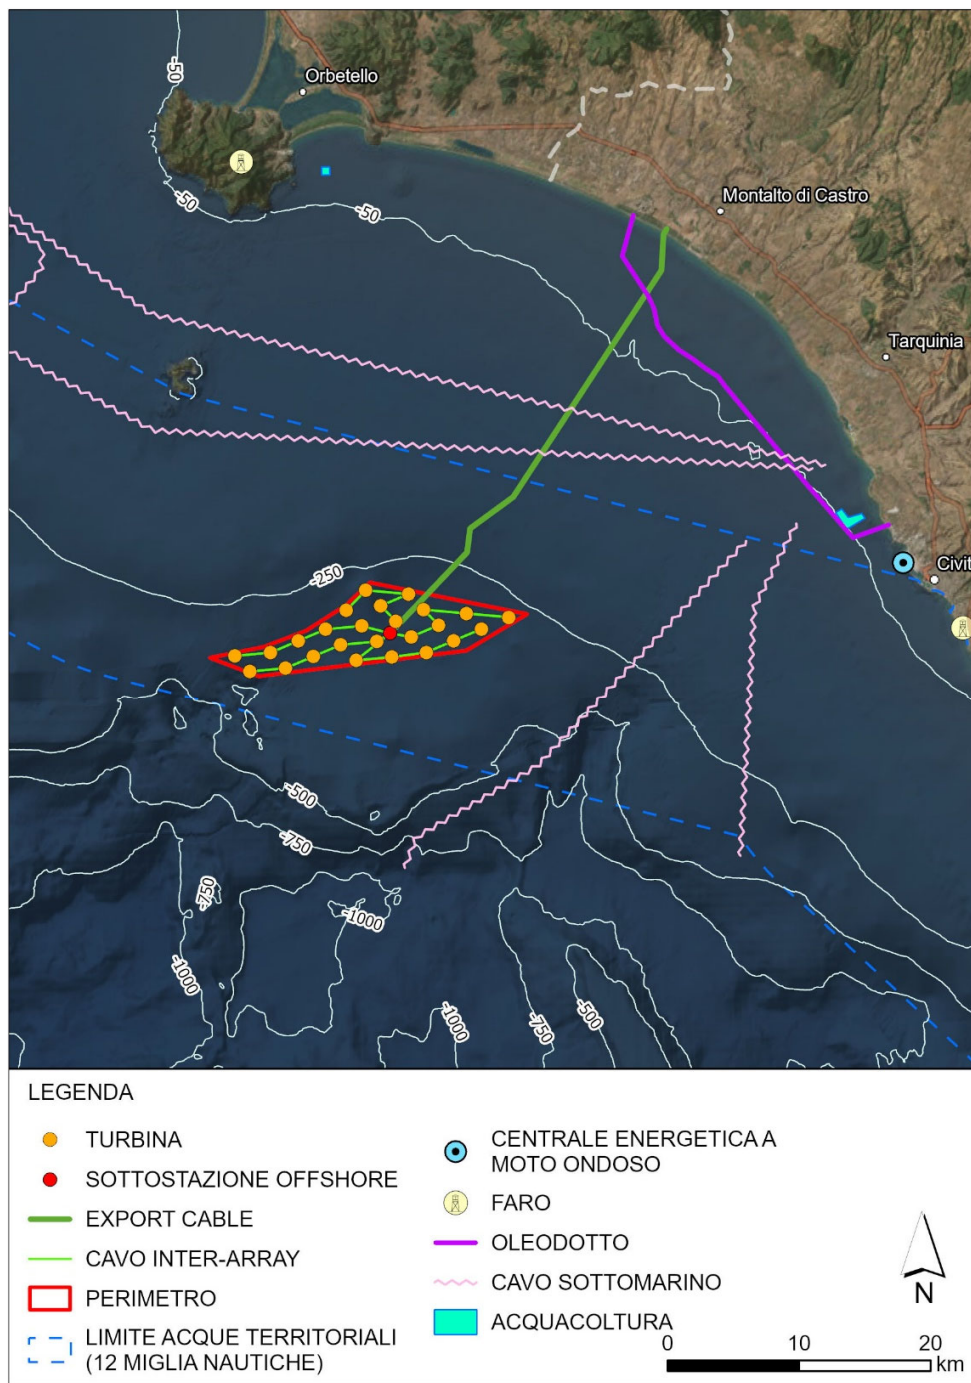 -50
Orbetello
-50
-50
Montalto di Castro
Tarquinia
-250
Civit
-500
-750
-750
-1000
-1000
-1000
-750
-500
LEGENDA
TURBINA
SOTTOSTAZIONE OFFSHORE
EXPORT CABLE
CAVO INTER-ARRAY
PERIMETRO
LIMITE ACQUE TERRITORIALI
(12 MIGLIA NAUTICHE)
CENTRALE ENERGETICA A
MOTO ONDOSO
FARO
OLEODOTTO
CAVO SOTTOMARINO
ACQUACOLTURA
N
0 10 20
km